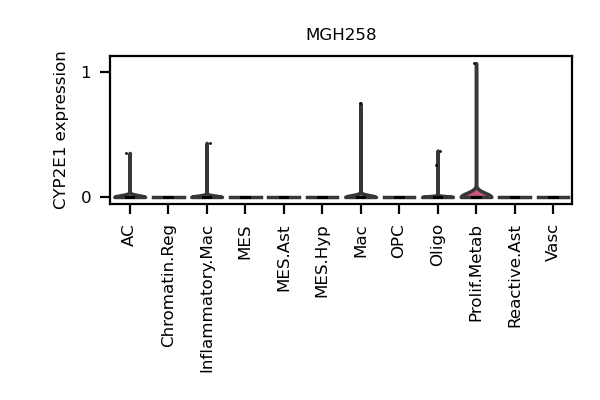 MGH258
CYP2E1 expression
1
0
AC
Chromatin.Reg
Inflammatory.Mac
MES
MES.Ast
MES.Hyp
Mac
OPC
Oligo
Prolif.Metab
Reactive.Ast
Vasc